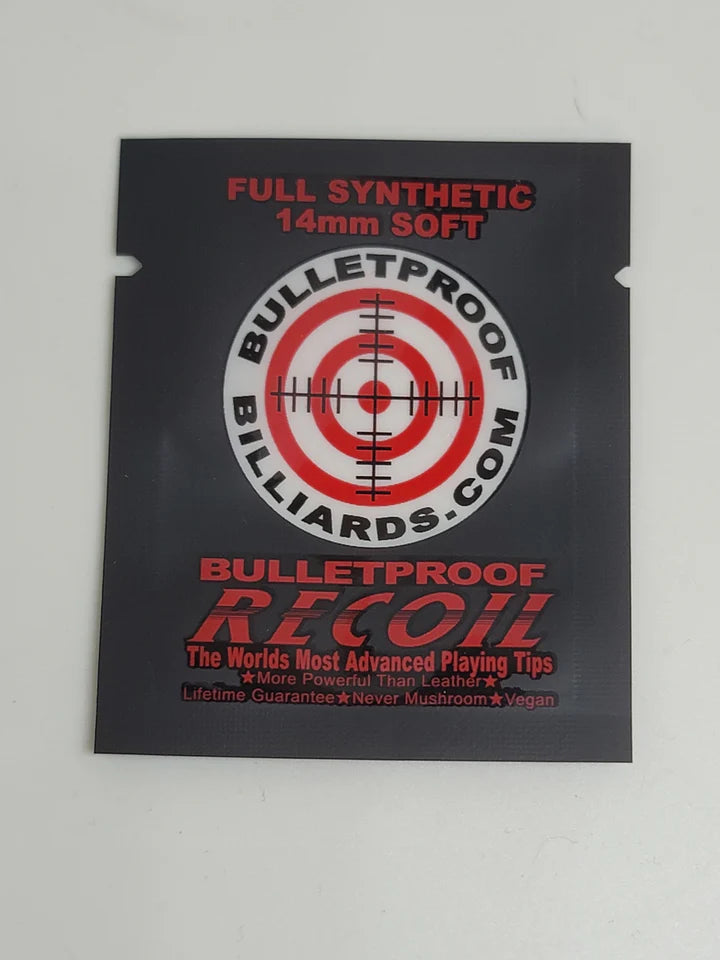 FULL SYNTHETIC
14mm SOFT
BULLETPROOF
BILLIARDS.COM
BULLETPROOF
RECOIL
The Worlds Most Advanced Playing Tips
★More Powerful Than Leather★
Lifetime Guarantee★Never Mushroom★Vegan